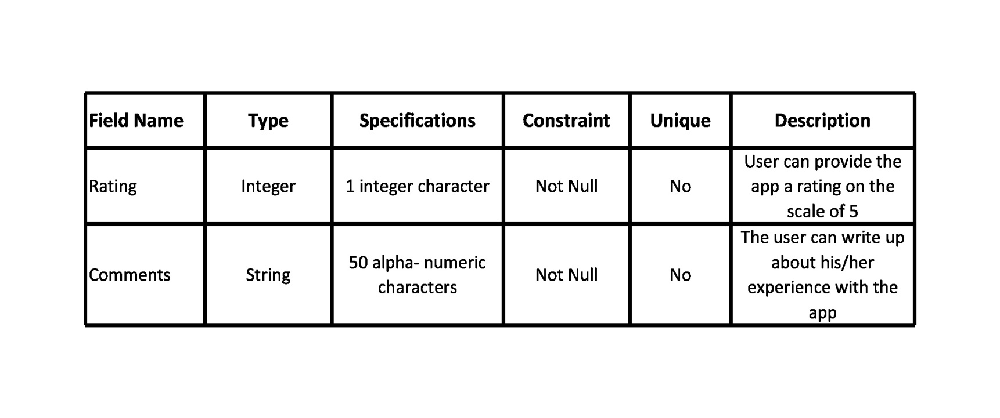 Field Name Type Specifications Constraint Unique Description
Rating Integer 1 integer character Not Null No User can provide the
app a rating on the
scale of 5
Comments String 50 alpha- numeric
characters Not Null No The user can write up
about his/her
experience with the
app